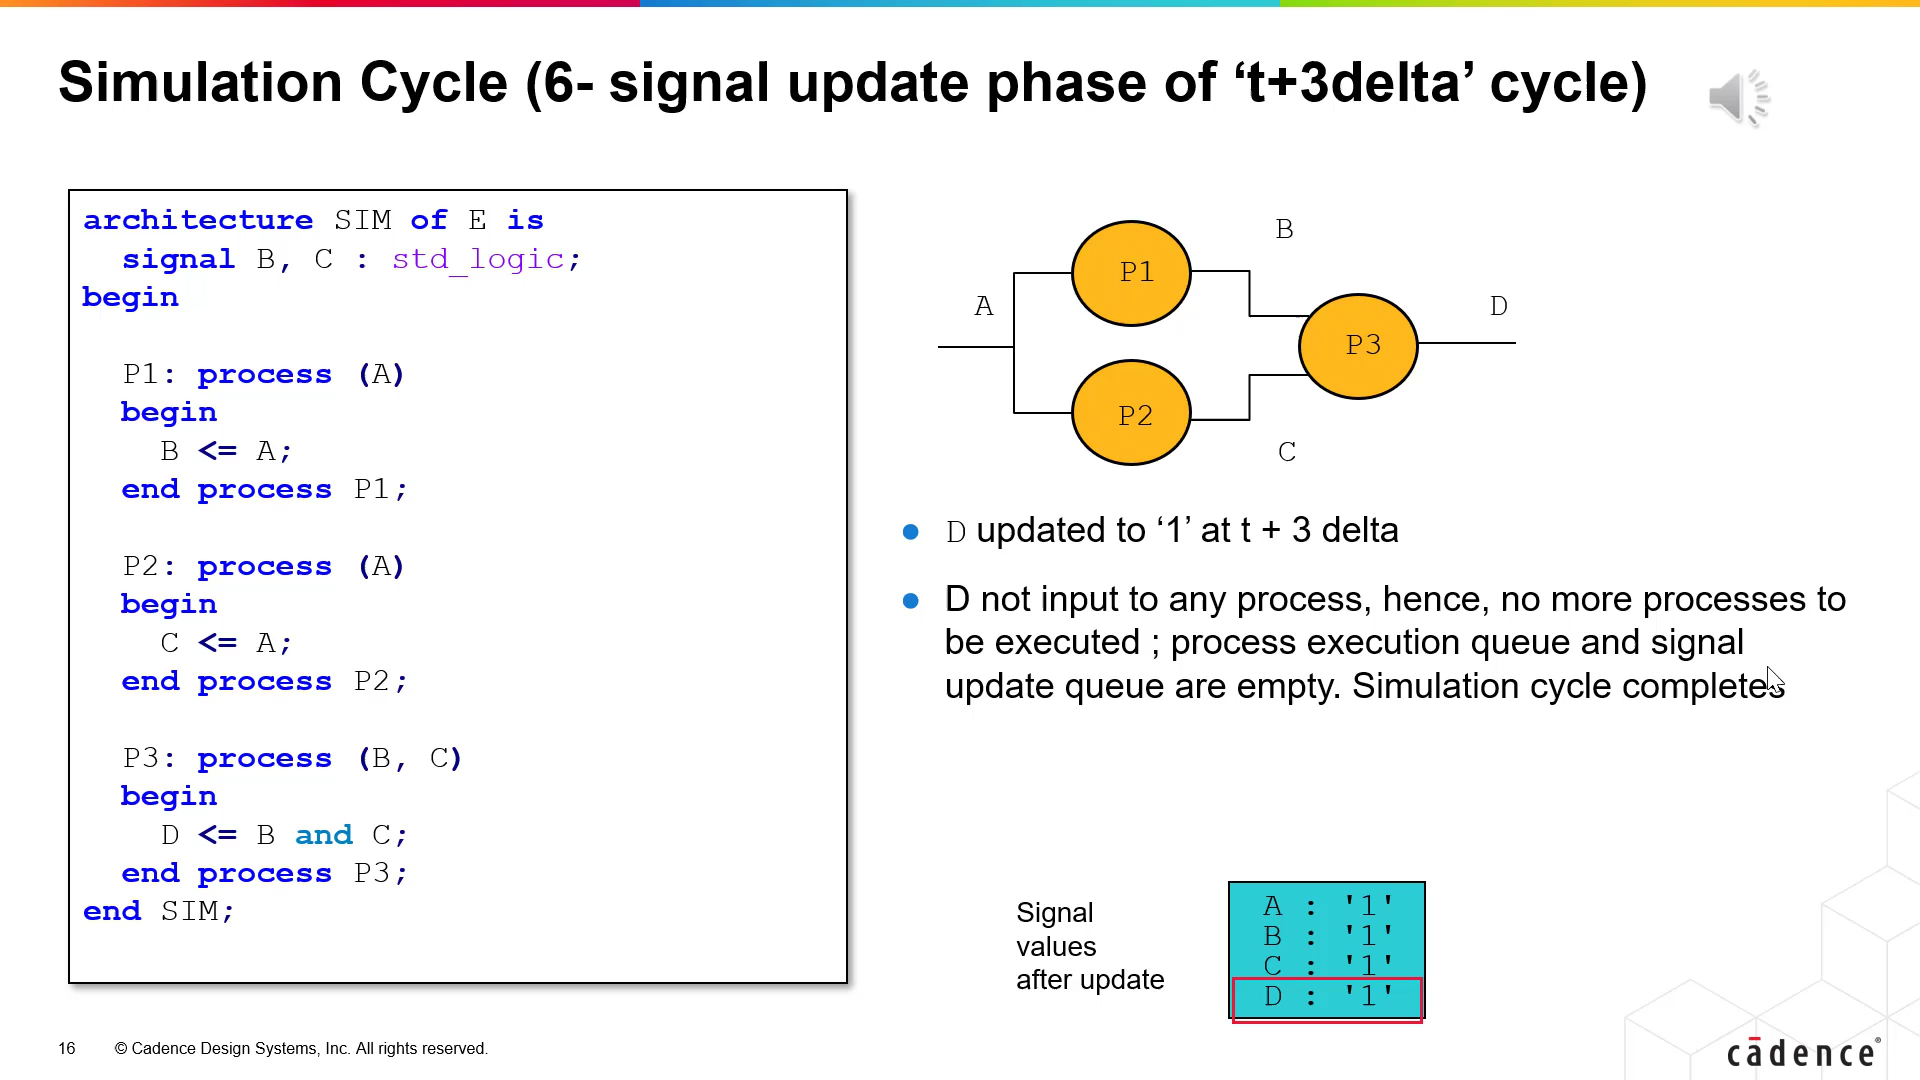 Simulation Cycle (6- signal update phase of ‘t+3delta’ cycle)
architecture SIM of E is
signal B, C : std_logic;
begin
P1: process (A)
begin
B <= A;
end process P1;
P2: process (A)
begin
C <= A;
end process P2;
P3: process (B, C)
begin
D <= B and C;
end process P3;
end SIM;
A
P1
B
P2
C
P3
D
D updated to ‘1’ at t + 3 delta
D not input to any process, hence, no more processes to
be executed ; process execution queue and signal
update queue are empty. Simulation cycle completes
Signal
values
after update
A : '1'
B : '1'
C : '1'
D : '1'
16 © Cadence Design Systems, Inc. All rights reserved.
cādence®